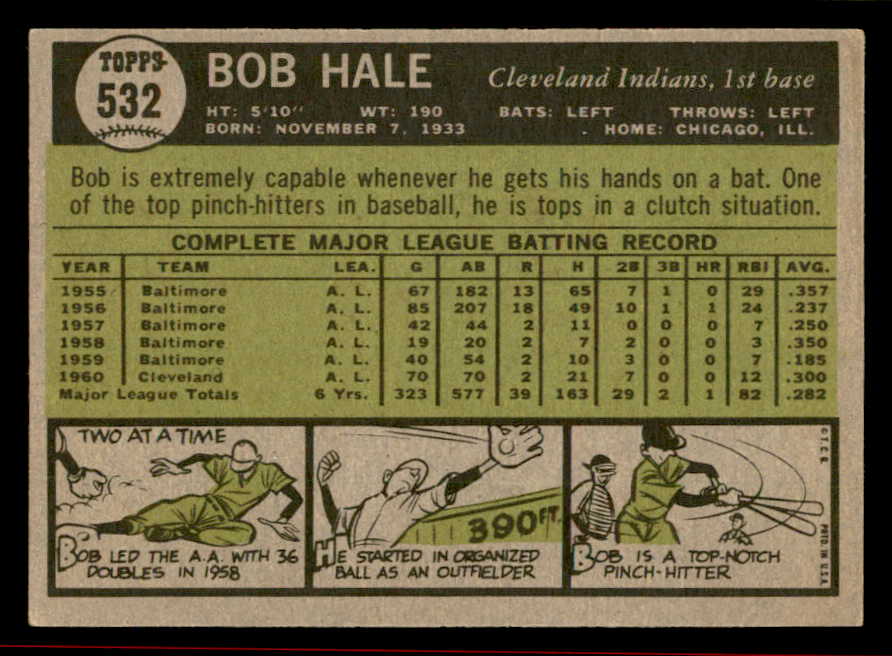 TOPPS
532
BOB HALE
Cleveland Indians, 1st base
HT: 5'10" WT: 190 BATS: LEFT THROWS: LEFT
BORN: NOVEMBER 7, 1933 HOME: CHICAGO, ILL.
Bob is extremely capable whenever he gets his hands on a bat. One
of the top pinch-hitters in baseball, he is tops in a clutch situation.
COMPLETE MAJOR LEAGUE BATTING RECORD
YEAR TEAM LEA. G AB R H 2B 3B HR RBI AVG.
1955 Baltimore A. L. 67 182 13 65 7 1 0 29 .357
1956 Baltimore A. L. 85 207 18 49 10 1 1 24 .237
1957 Baltimore A. L. 42 44 2 11 0 0 0 7 .250
1958 Baltimore A. L. 19 20 2 7 2 0 0 3 .350
1959 Baltimore A. L. 40 54 2 10 3 0 0 7 .185
1960 Cleveland A. L. 70 70 2 21 7 0 0 12 .300
Major League Totals 6 Yrs. 323 577 39 163 29 2 1 82 .282
TWO AT A TIME
BOB LED THE A.A. WITH 36
DOUBLES IN 1958
390 FT.
HE STARTED IN ORGANIZED
BALL AS AN OUTFIELDER
BOB IS A TOP-NOTCH
PINCH-HITTER
© T.C.G.
PRTD. IN U.S.A.